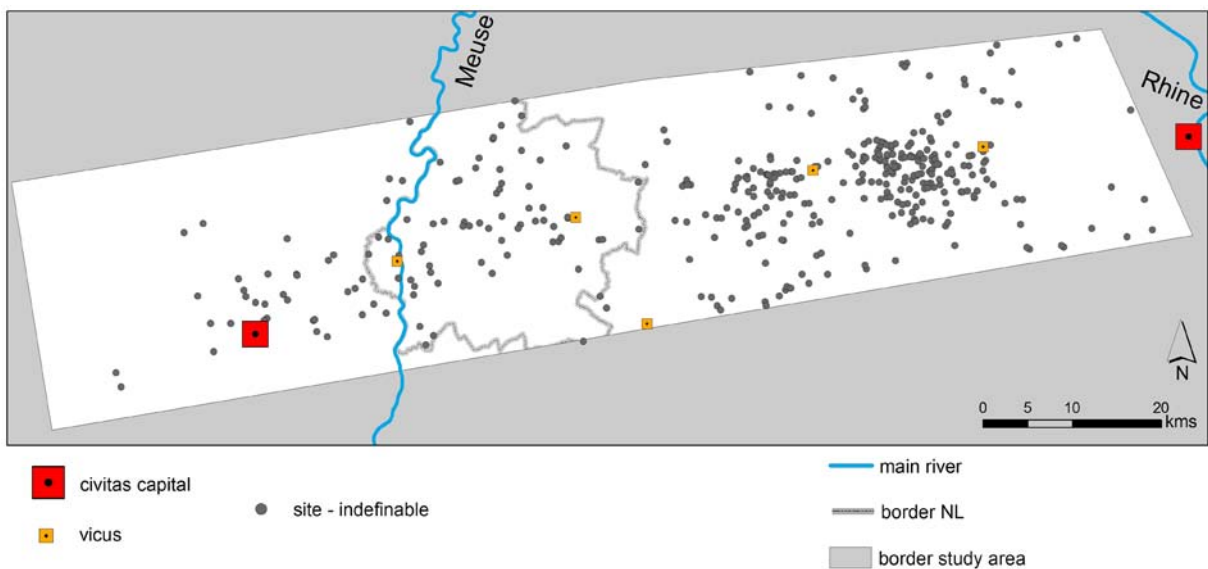 Meuse
Rhine
N
0 5 10 20
kms
civitas capital
vicus
site - indefinable
main river
border NL
border study area